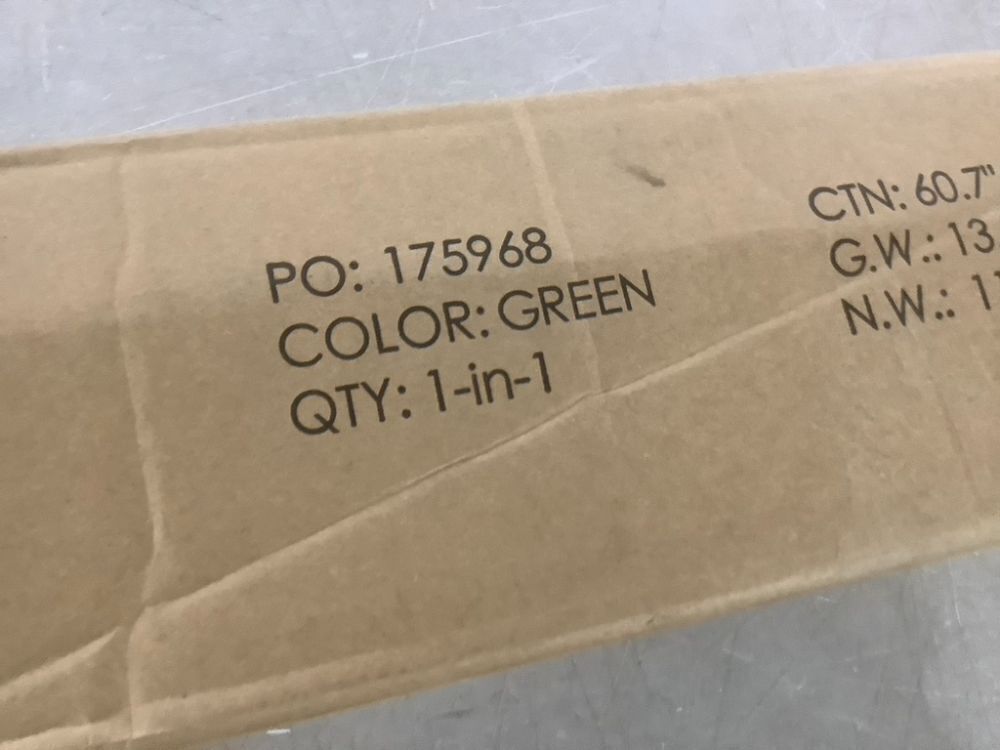 PO: 175968
COLOR: GREEN
QTY: 1-in-1
CTN: 60.7"
G.W.: 13
N.W.: